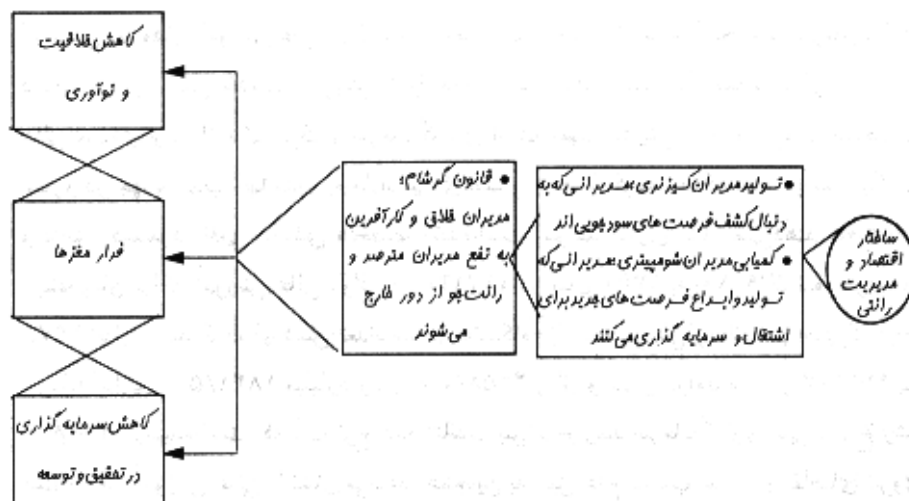 ساختار
اقتصاد و
مدیریت
رانتی
● تولید مدیران کیزنری: مدیرانی که به
دنبال کشف فرصت‌های سودجویی‌اند
● کمیابی مدیران شومپیتری: مدیرانی که
تولید و ابداع فرصت‌های جدید برای
اشتغال و سرمایه گذاری می‌کنند
● قانون گرشام:
مدیران خلاق و کارآفرین
به نفع مدیران مترصد و
رانت‌جو از دور خارج
می‌شوند
کاهش خلاقیت
و نوآوری
فرار مغزها
کاهش سرمایه گذاری
در تحقیق و توسعه